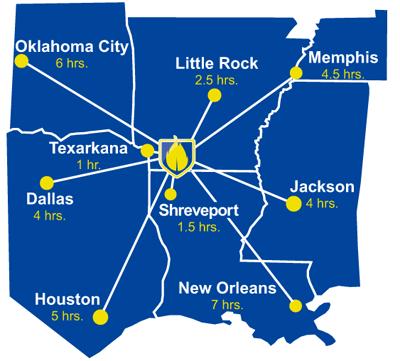 Oklahoma City
6 hrs.
Little Rock
2.5 hrs.
Memphis
4.5 hrs.
Texarkana
1 hr.
Dallas
4 hrs.
Shreveport
1.5 hrs.
Jackson
4 hrs.
Houston
5 hrs.
New Orleans
7 hrs.